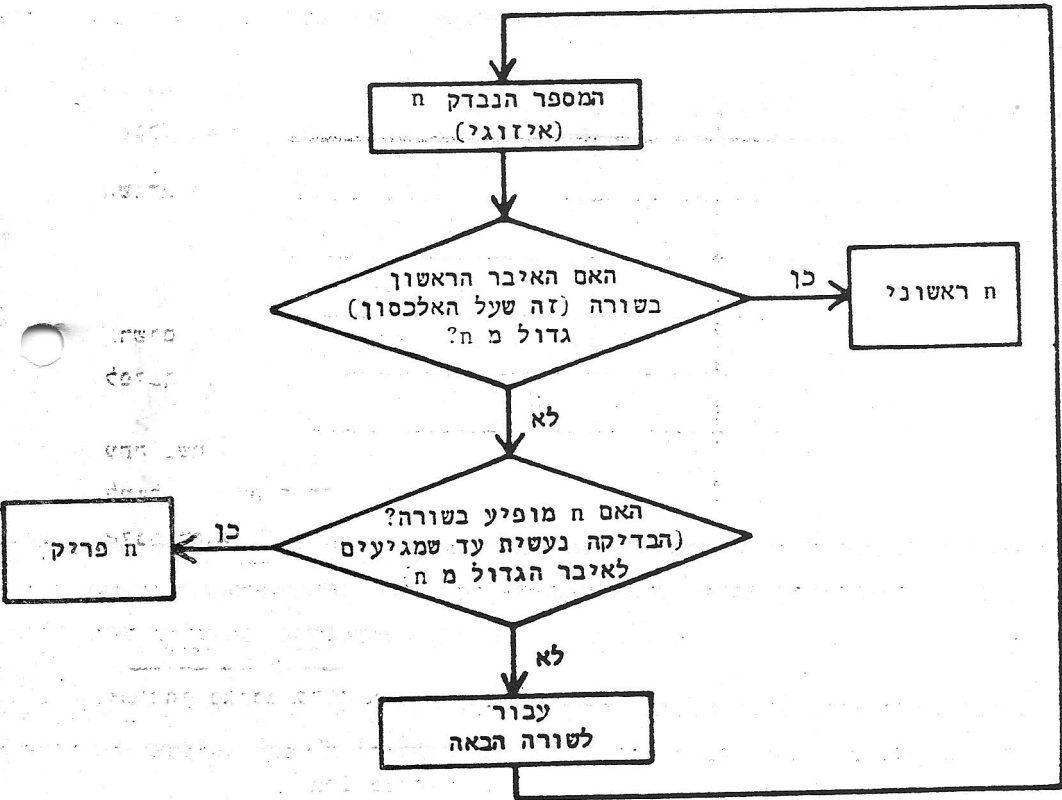 המספר הנבדק n
(איזוגי)
האם האיבר הראשון
בשורה (זה שעל האלכסון)
גדול מ n?
כן
n ראשוני
לא
האם n מופיע בשורה?
(הבדיקה נעשית עד שמגיעים
לאיבר הגדול מ n
כן
n פריק
לא
עבור
לשורה הבאה